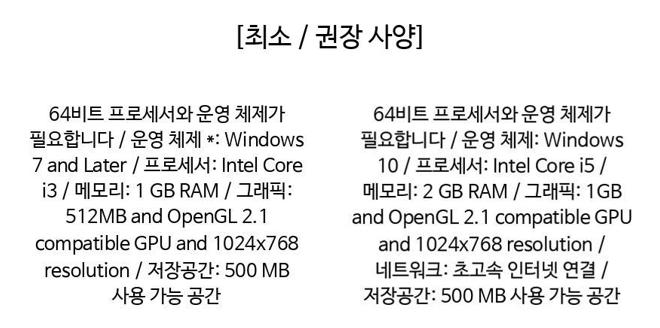 [최소 / 권장 사양]
64비트 프로세서와 운영 체제가
필요합니다 / 운영 체제 *: Windows
7 and Later / 프로세서: Intel Core
i3 / 메모리: 1 GB RAM / 그래픽:
512MB and OpenGL 2.1
compatible GPU and 1024x768
resolution / 저장공간: 500 MB
사용 가능 공간
64비트 프로세서와 운영 체제가
필요합니다 / 운영 체제: Windows
10 / 프로세서: Intel Core i5 /
메모리: 2 GB RAM / 그래픽: 1GB
and OpenGL 2.1 compatible GPU
and 1024x768 resolution /
네트워크: 초고속 인터넷 연결 /
저장공간: 500 MB 사용 가능 공간